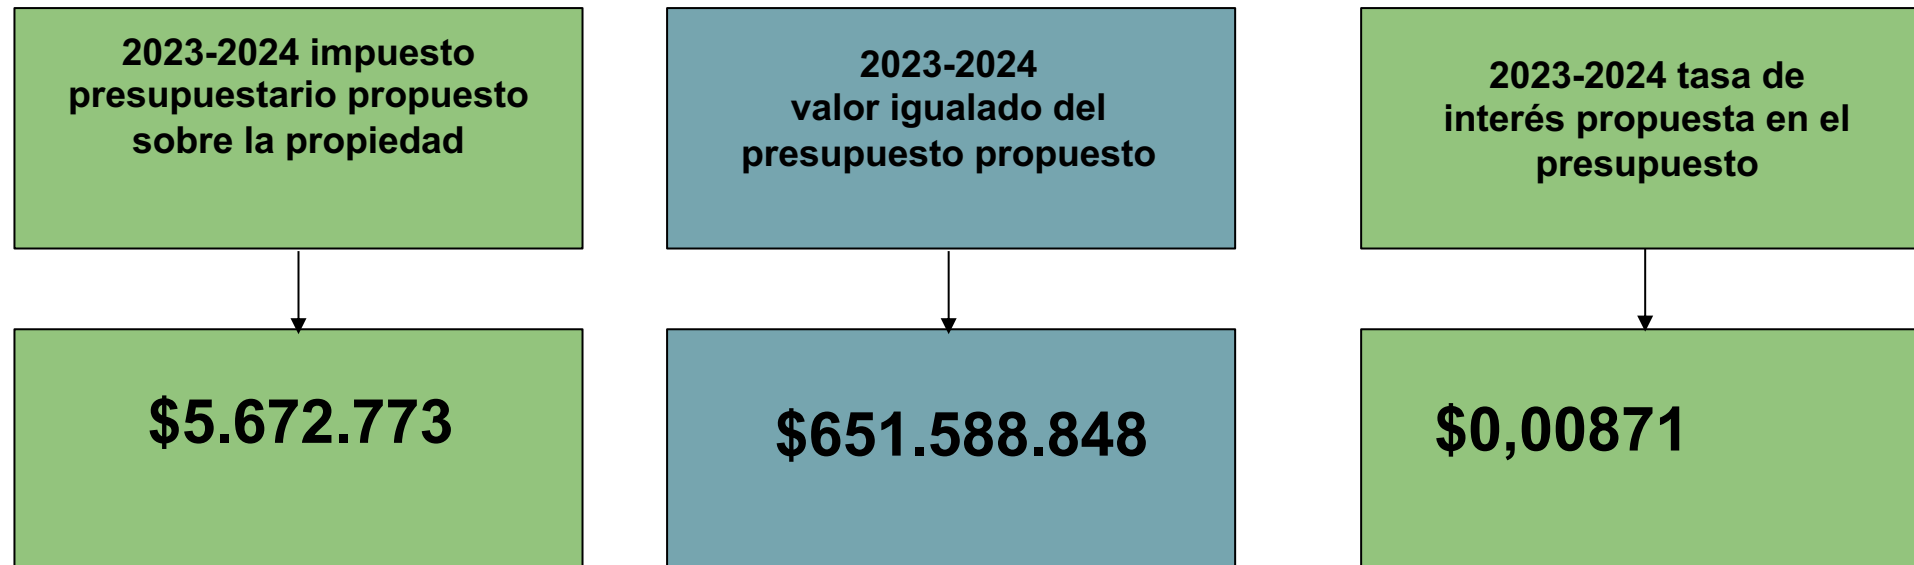 2023-2024 impuesto
presupuestario propuesto
sobre la propiedad
2023-2024
valor igualado del
presupuesto propuesto
2023-2024 tasa de
interés propuesta en el
presupuesto
$5.672.773
$651.588.848
$0,00871